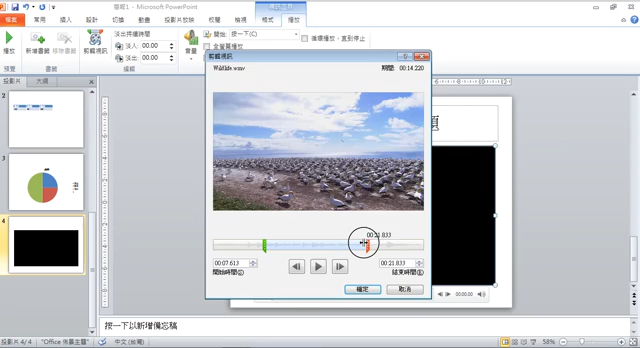 簡報1 - Microsoft PowerPoint
檔案 常用 插入 設計 切換 動畫 投影片放映 校閱 檢視 格式 播放
播放 新增書籤 移除書籤 剪輯視訊 淡出持續時間 音量 開始: 按一下(C) 循環播放，直到停止
淡入: 00.00 全螢幕播放
淡出: 00.00
預覽 書籤 編輯
投影片 大綱
剪輯視訊
Wildlife.wmv 期間: 00:14.220
2
3
4
00:21.833
00:07.613 00:21.833
開始時間(S) 結束時間(E)
確定 取消
00:00.00
按一下以新增備忘稿
投影片 4/4 "Office 佈景主題" 中文 (台灣) 58%